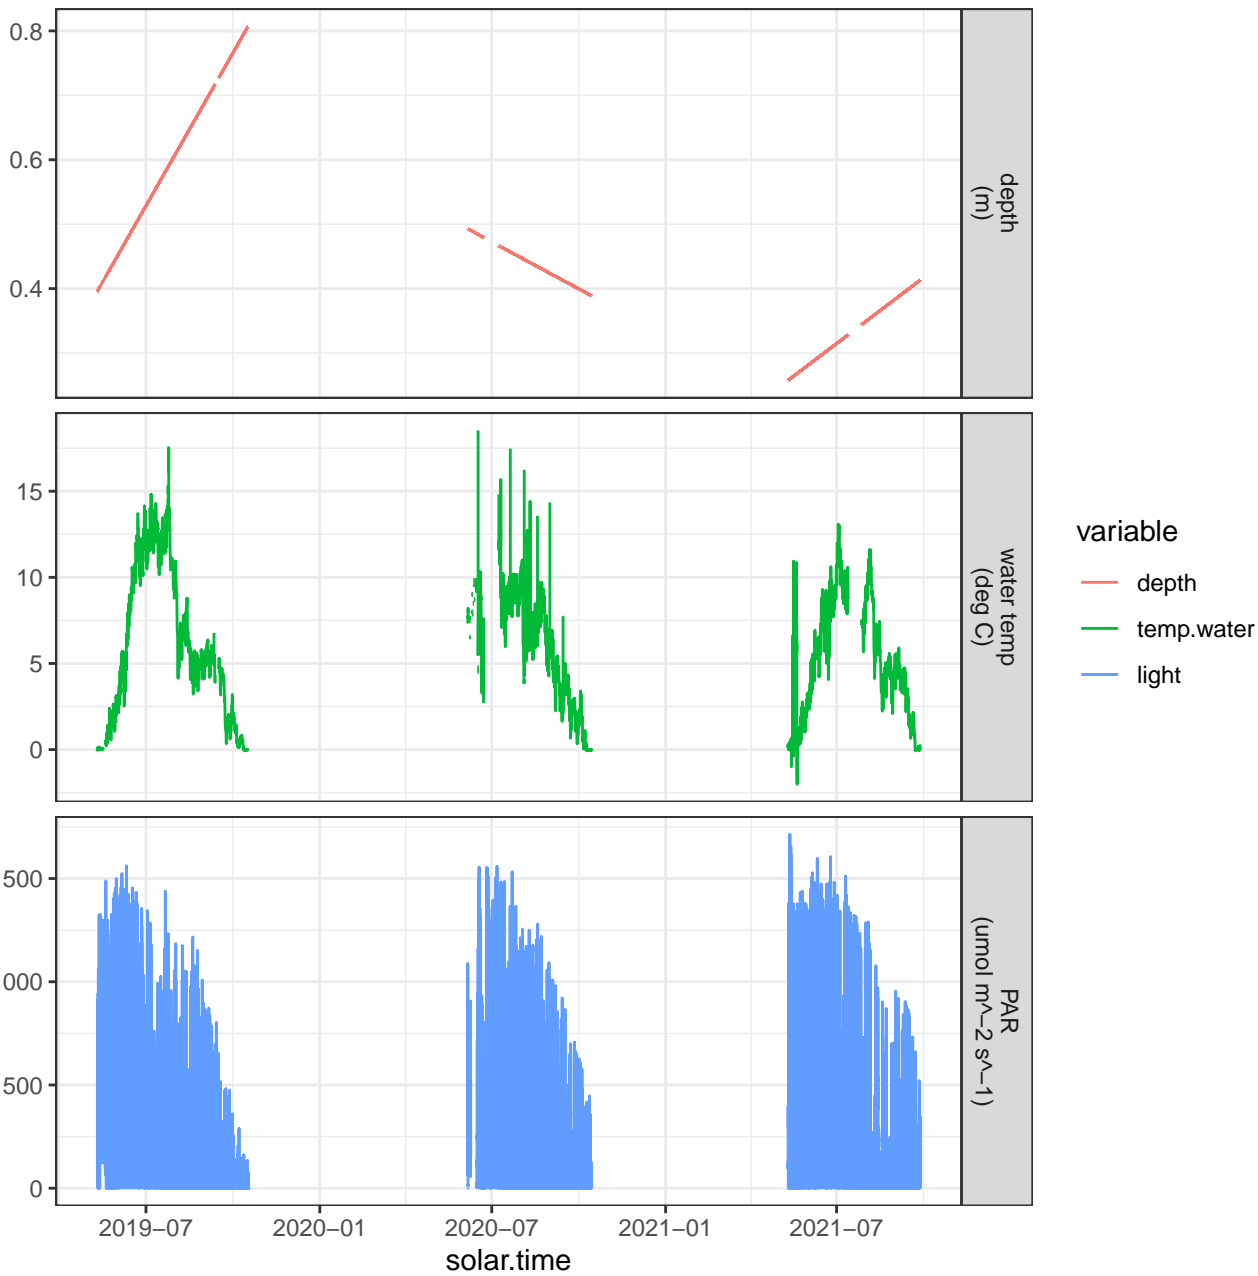 0.8
0.6
0.4
depth
(m)
15
10
5
0
water temp
(deg C)
500
000
500
0
PAR
(umol m^−2 s^−1)
2019−07
2020−01
2020−07
2021−01
2021−07
solar.time
variable
depth
temp.water
light